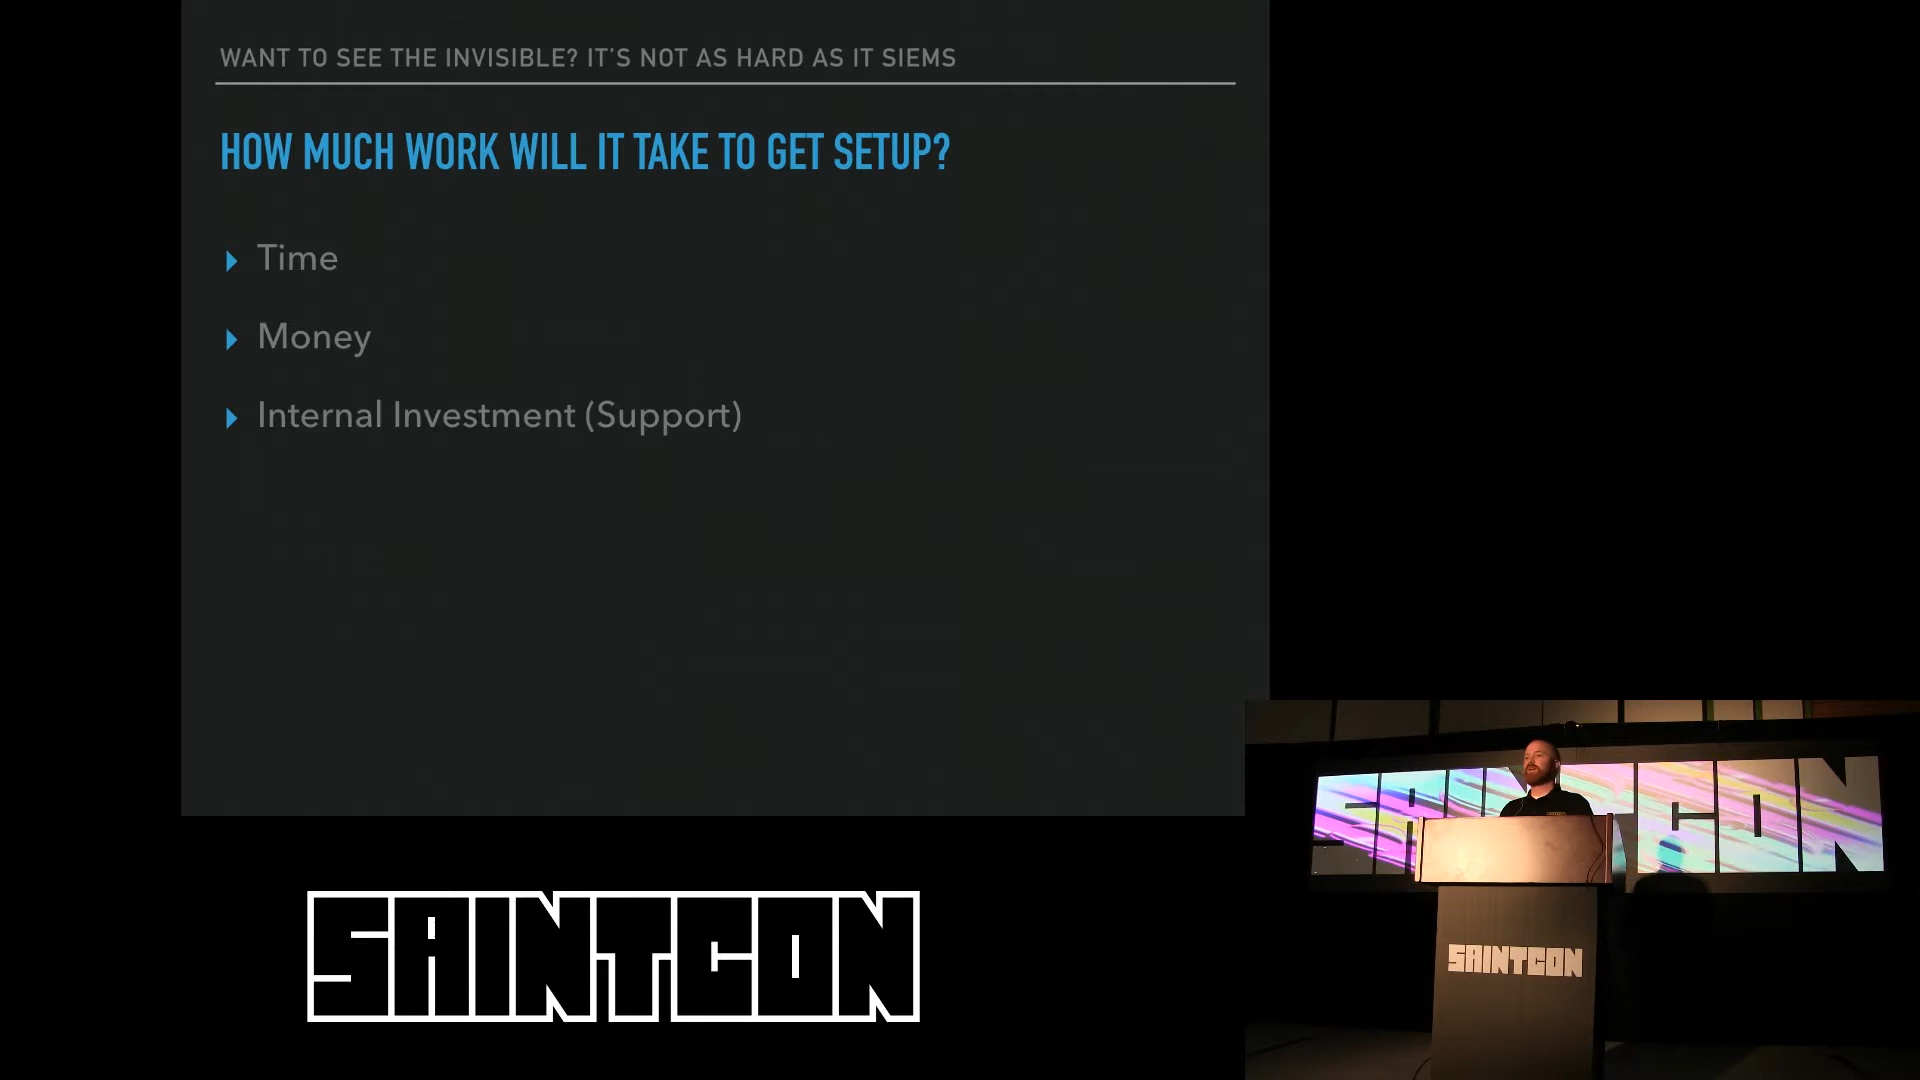 WANT TO SEE THE INVISIBLE? IT'S NOT AS HARD AS IT SIEMS
HOW MUCH WORK WILL IT TAKE TO GET SETUP?
Time
Money
Internal Investment (Support)
SAINTCON
SAINTCON
SAINTCON